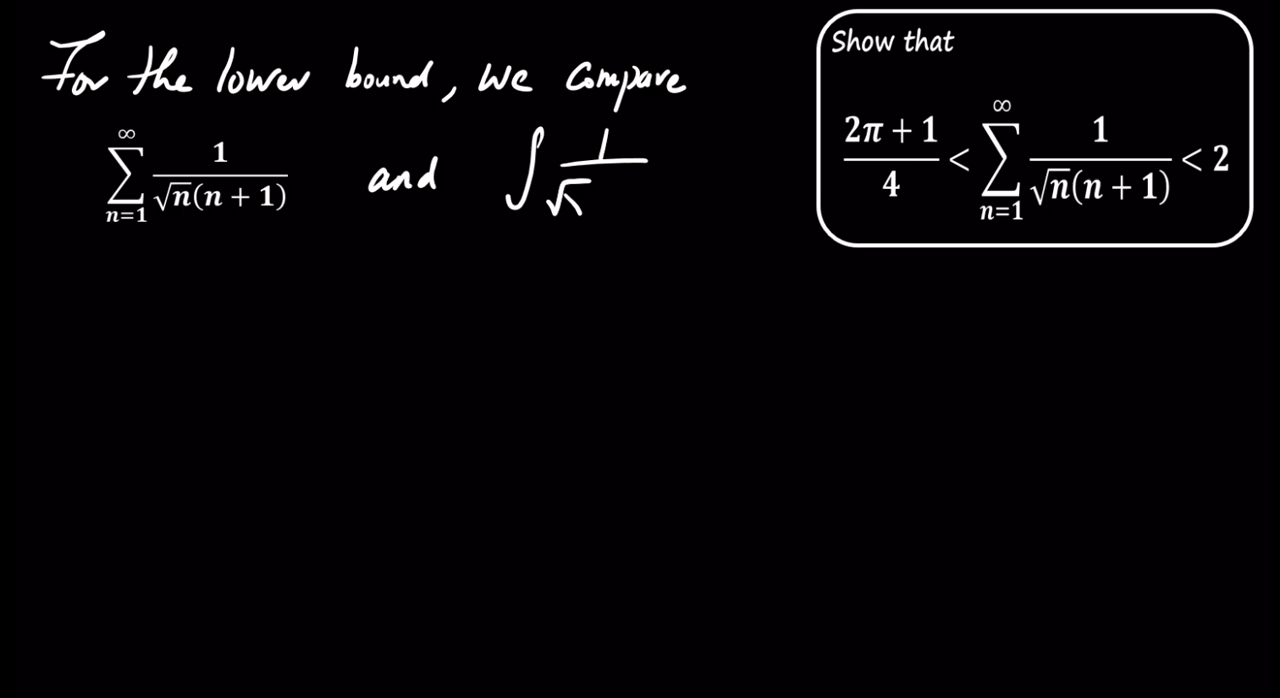 For the lower bound, we compare
∞
∑ 1/(√n(n + 1)) and ∫ 1/√x
n=1
Show that
(2π + 1)/4 < ∑_{n=1}^{∞} 1/(√n(n + 1)) < 2